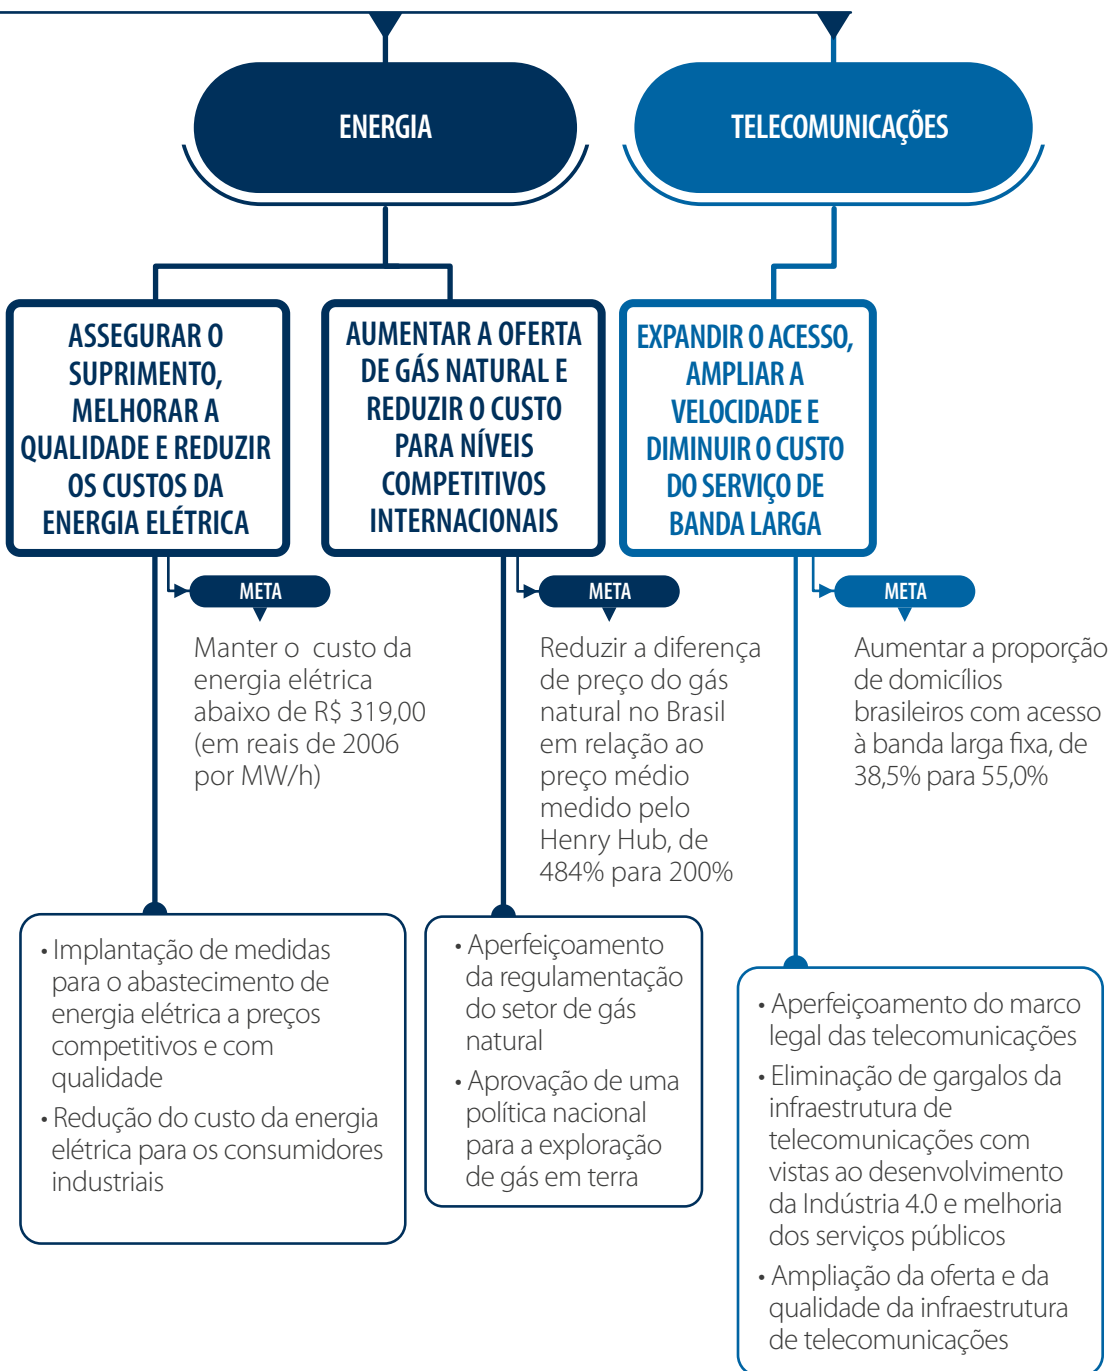 ENERGIA
TELECOMUNICAÇÕES
ASSEGURAR O
SUPRIMENTO,
MELHORAR A
QUALIDADE E REDUZIR
OS CUSTOS DA
ENERGIA ELÉTRICA
AUMENTAR A OFERTA
DE GÁS NATURAL E
REDUZIR O CUSTO
PARA NÍVEIS
COMPETITIVOS
INTERNACIONAIS
EXPANDIR O ACESSO,
AMPLIAR A
VELOCIDADE E
DIMINUIR O CUSTO
DO SERVIÇO DE
BANDA LARGA
META
Manter o custo da
energia elétrica
abaixo de R$ 319,00
(em reais de 2006
por MW/h)
META
Reduzir a diferença
de preço do gás
natural no Brasil
em relação ao
preço médio
medido pelo
Henry Hub, de
484% para 200%
META
Aumentar a proporção
de domicílios
brasileiros com acesso
à banda larga fixa, de
38,5% para 55,0%
• Implantação de medidas
para o abastecimento de
energia elétrica a preços
competitivos e com
qualidade
• Redução do custo da energia
elétrica para os consumidores
industriais
• Aperfeiçoamento
da regulamentação
do setor de gás
natural
• Aprovação de uma
política nacional
para a exploração
de gás em terra
• Aperfeiçoamento do marco
legal das telecomunicações
• Eliminação de gargalos da
infraestrutura de
telecomunicações com
vistas ao desenvolvimento
da Indústria 4.0 e melhoria
dos serviços públicos
• Ampliação da oferta e da
qualidade da infraestrutura
de telecomunicações